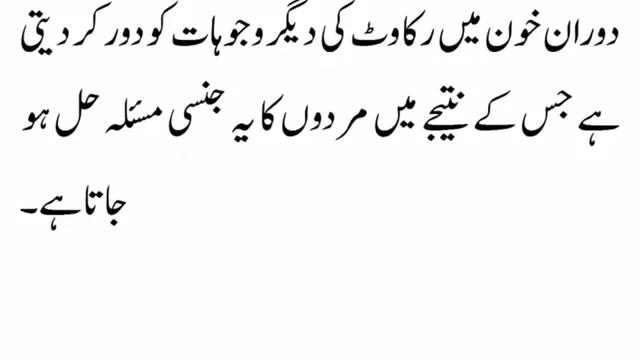 دوران خون میں رکاوٹ کی دیگر وجوہات کو دور کر دیتی
ہے جس کے نتیجے میں مردوں کا یہ جنسی مسئلہ حل ہو
جاتا ہے۔